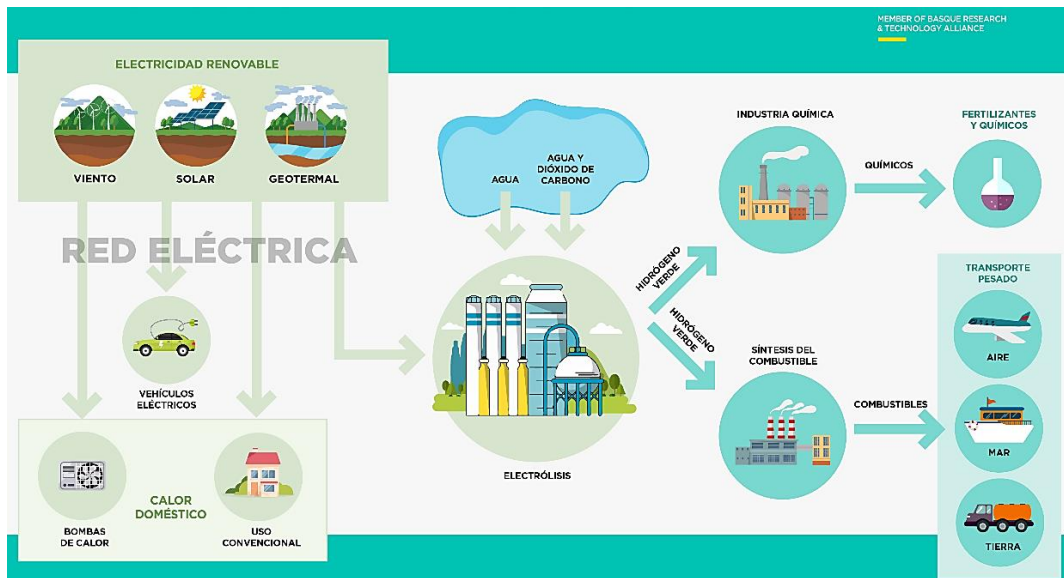 MEMBER OF BASQUE RESEARCH
& TECHNOLOGY ALLIANCE
ELECTRICIDAD RENOVABLE
VIENTO
SOLAR
GEOTERMAL
RED ELÉCTRICA
VEHÍCULOS
ELÉCTRICOS
BOMBAS
DE CALOR
CALOR
DOMÉSTICO
USO
CONVENCIONAL
AGUA
AGUA Y
DIÓXIDO DE
CARBONO
ELECTRÓLISIS
HIDRÓGENO
VERDE
HIDRÓGENO
VERDE
INDUSTRIA QUÍMICA
QUÍMICOS
FERTILIZANTES
Y QUÍMICOS
SÍNTESIS DEL
COMBUSTIBLE
COMBUSTIBLES
TRANSPORTE
PESADO
AIRE
MAR
TIERRA